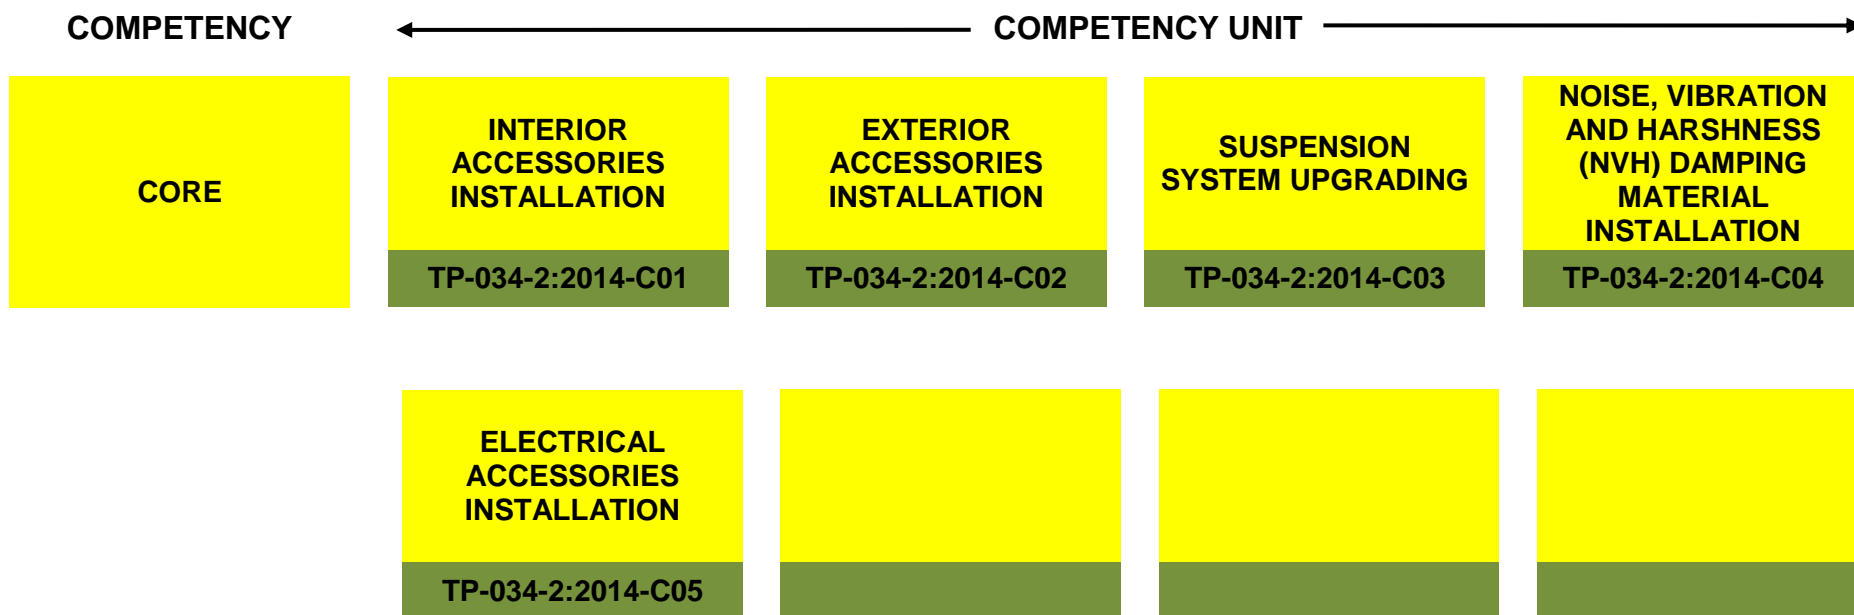 COMPETENCY
COMPETENCY UNIT
CORE
INTERIOR
ACCESSORIES
INSTALLATION
TP-034-2:2014-C01
EXTERIOR
ACCESSORIES
INSTALLATION
TP-034-2:2014-C02
SUSPENSION
SYSTEM UPGRADING
TP-034-2:2014-C03
NOISE, VIBRATION
AND HARSHNESS
(NVH) DAMPING
MATERIAL
INSTALLATION
TP-034-2:2014-C04
ELECTRICAL
ACCESSORIES
INSTALLATION
TP-034-2:2014-C05